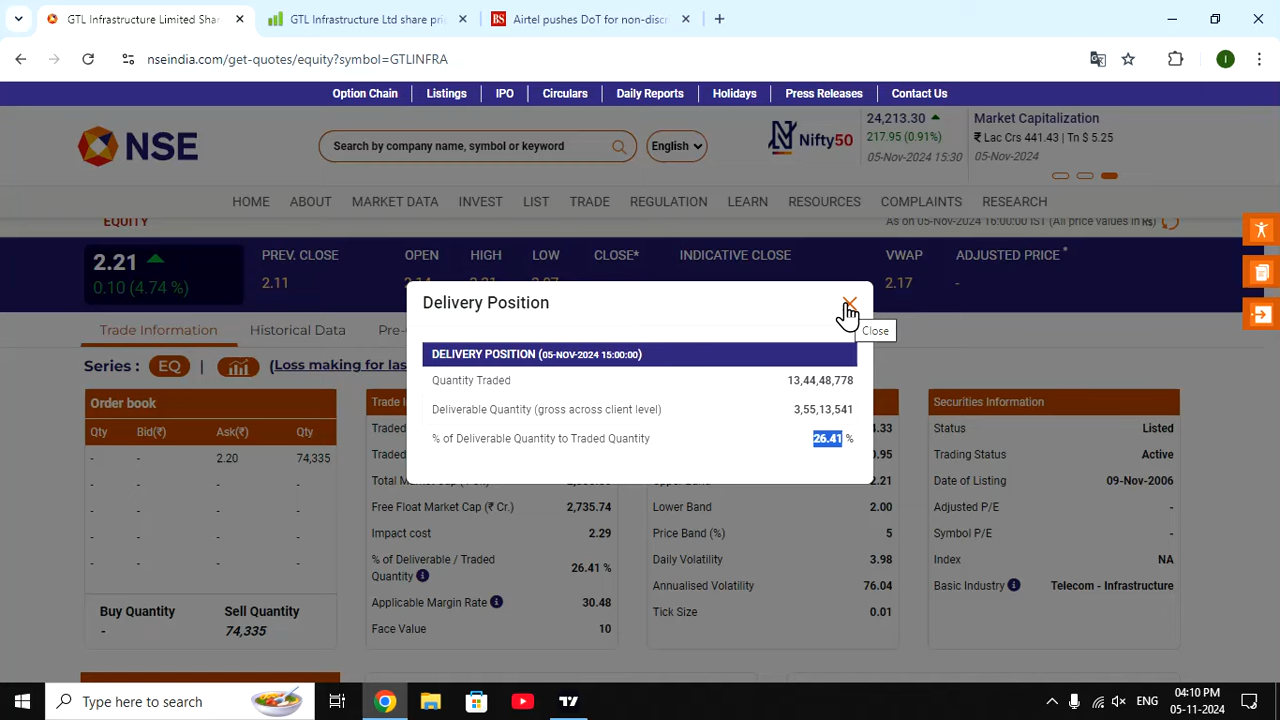 GTL Infrastructure Limited Shar
GTL Infrastructure Ltd share pri
BS Airtel pushes DoT for non-discr
nseindia.com/get-quotes/equity?symbol=GTLINFRA
I
Option Chain | Listings | IPO | Circulars | Daily Reports | Holidays | Press Releases | Contact Us
NSE
Search by company name, symbol or keyword
English
N Nifty50
24,213.30
217.95 (0.91%)
05-Nov-2024 15:30
Market Capitalization
₹ Lac Crs 441.43 | Tn $ 5.25
05-Nov-2024
HOME ABOUT MARKET DATA INVEST LIST TRADE REGULATION LEARN RESOURCES COMPLAINTS RESEARCH
EQUITY
As on 05-Nov-2024 16:00:00 IST (All price values in ₹)
2.21
0.10 (4.74 %)
PREV. CLOSE OPEN HIGH LOW CLOSE* INDICATIVE CLOSE VWAP ADJUSTED PRICE *
2.11 2.14 2.21 2.07 2.17 -
Delivery Position
Close
DELIVERY POSITION (05-NOV-2024 15:00:00)
Quantity Traded 13,44,48,778
Deliverable Quantity (gross across client level) 3,55,13,541
% of Deliverable Quantity to Traded Quantity 26.41 %
Trade Information Historical Data
Series : EQ | (Loss making for las
Order book
Qty Bid(₹) Ask(₹) Qty
- - 2.20 74,335
- - - -
- - - -
- - - -
- - - -
Buy Quantity Sell Quantity
- 74,335
Free Float Market Cap (₹ Cr.) 2,735.74
Impact cost 2.29
% of Deliverable / Traded
Quantity 26.41 %
Applicable Margin Rate 30.48
Face Value 10
2.21
Lower Band 2.00
Price Band (%) 5
Daily Volatility 3.98
Annualised Volatility 76.04
Tick Size 0.01
Securities Information
Status Listed
Trading Status Active
Date of Listing 09-Nov-2006
Adjusted P/E -
Symbol P/E -
Index NA
Basic Industry Telecom - Infrastructure
Type here to search
ENG
04:10 PM
05-11-2024